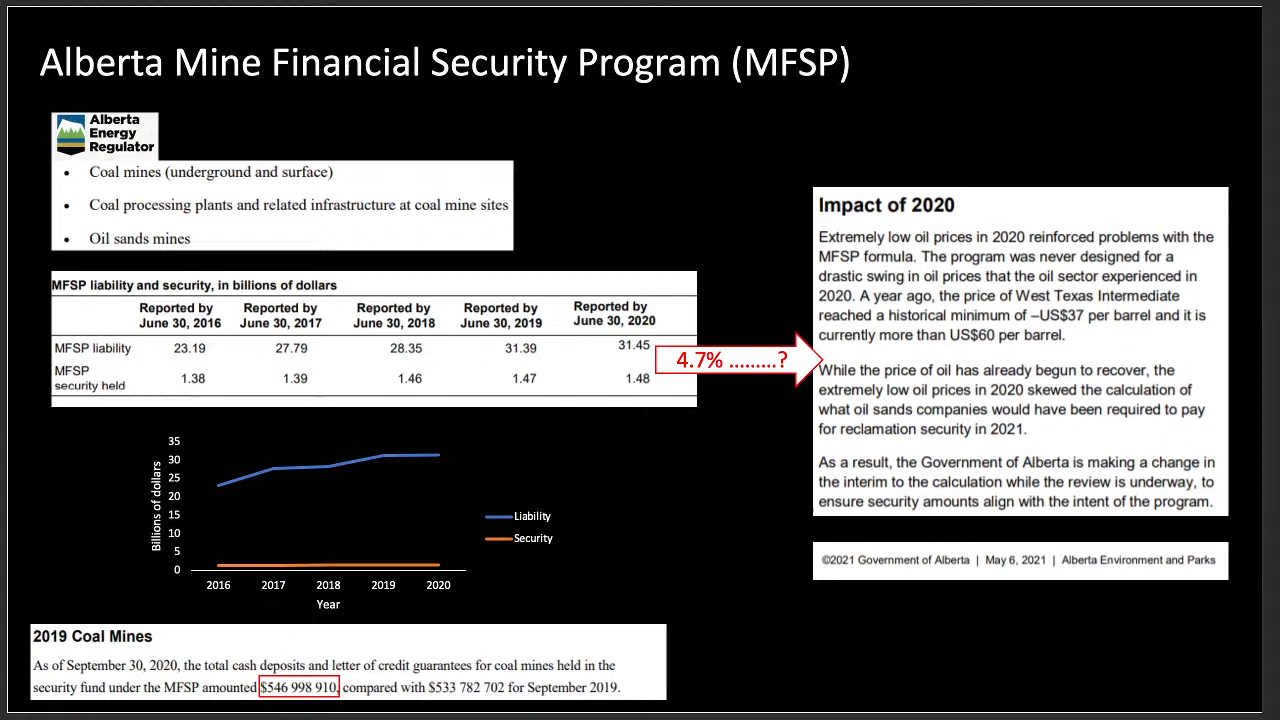 Alberta Mine Financial Security Program (MFSP)
Alberta
Energy
Regulator
• Coal mines (underground and surface)
• Coal processing plants and related infrastructure at coal mine sites
• Oil sands mines
MFSP liability and security, in billions of dollars
Reported by June 30, 2016 Reported by June 30, 2017 Reported by June 30, 2018 Reported by June 30, 2019 Reported by June 30, 2020
MFSP liability 23.19 27.79 28.35 31.39 31.45
MFSP security held 1.38 1.39 1.46 1.47 1.48
4.7% .........?
Impact of 2020
Extremely low oil prices in 2020 reinforced problems with the
MFSP formula. The program was never designed for a
drastic swing in oil prices that the oil sector experienced in
2020. A year ago, the price of West Texas Intermediate
reached a historical minimum of –US$37 per barrel and it is
currently more than US$60 per barrel.
While the price of oil has already begun to recover, the
extremely low oil prices in 2020 skewed the calculation of
what oil sands companies would have been required to pay
for reclamation security in 2021.
As a result, the Government of Alberta is making a change in
the interim to the calculation while the review is underway, to
ensure security amounts align with the intent of the program.
©2021 Government of Alberta | May 6, 2021 | Alberta Environment and Parks
Billions of dollars
35
30
25
20
15
10
5
0
2016 2017 2018 2019 2020
Year
Liability
Security
2019 Coal Mines
As of September 30, 2020, the total cash deposits and letter of credit guarantees for coal mines held in the
security fund under the MFSP amounted $546 998 910, compared with $533 782 702 for September 2019.